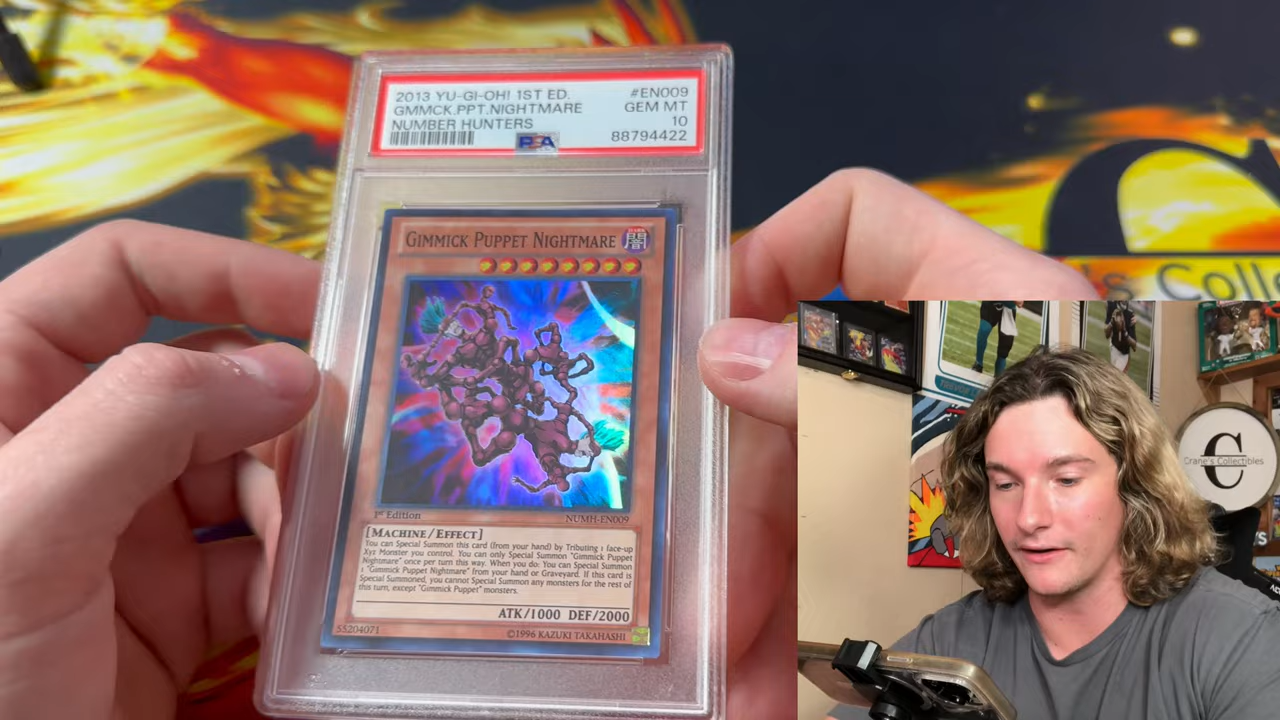 2013 YU-GI-OH! 1ST ED.
#EN009
GMMCK.PPT.NIGHTMARE
GEM MT
NUMBER HUNTERS
10
PSA
88794422
GIMMICK PUPPET NIGHTMARE
DARK
闇
1st Edition
NUMH-EN009
[MACHINE/EFFECT]
You can Special Summon this card (from your hand) by Tributing 1 face-up
Xyz Monster you control. You can only Special Summon "Gimmick Puppet
Nightmare" once per turn this way. When you do: You can Special Summon
1 "Gimmick Puppet Nightmare" from your hand or Graveyard. If this card is
Special Summoned, you cannot Special Summon any monsters for the rest of
this turn, except "Gimmick Puppet" monsters.
ATK/1000 DEF/2000
55204071
©1996 KAZUKI TAKAHASHI
C
Crane's Collectibles